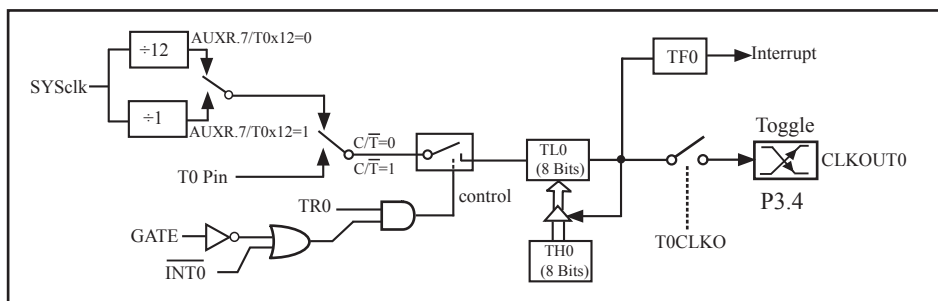 AUXR.7/T0x12=0
÷12
SYSclk
÷1
AUXR.7/T0x12=1
C/T̅=0
C/T̅=1
T0 Pin
TR0
GATE
I̅N̅T̅0̅
control
TL0
(8 Bits)
TH0
(8 Bits)
TF0
Interrupt
Toggle
CLKOUT0
P3.4
T0CLKO